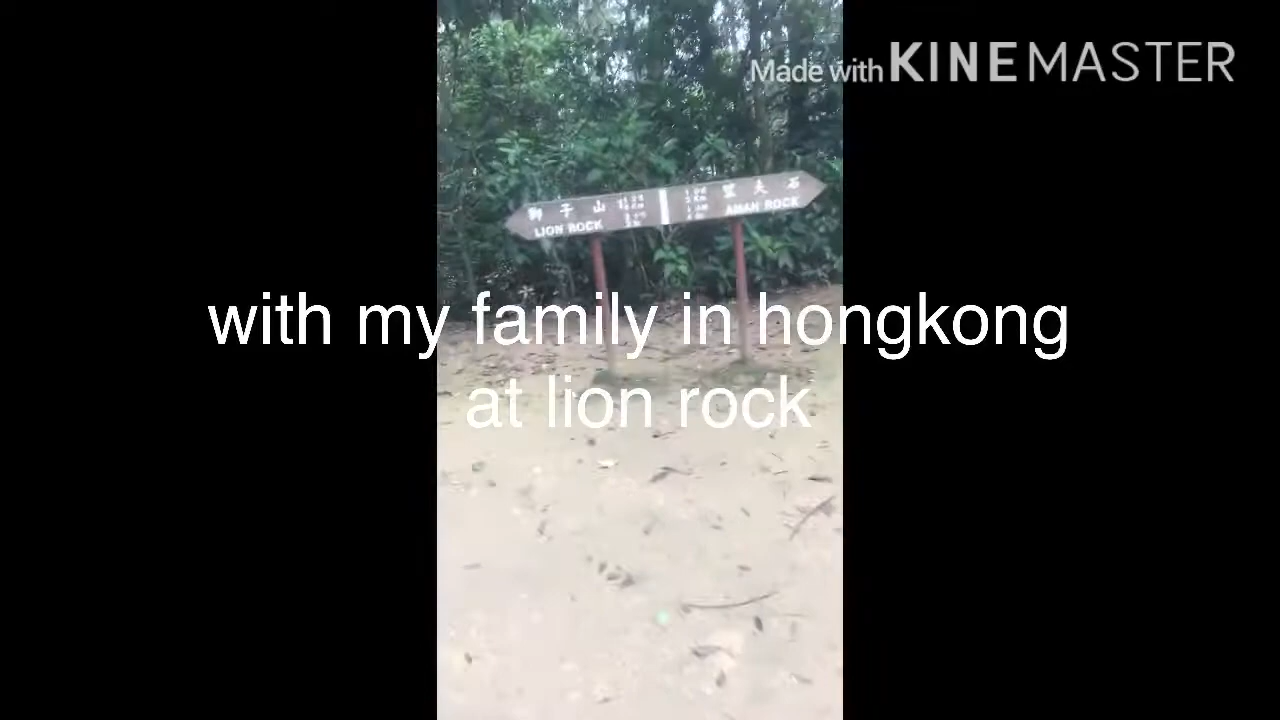 Made with KINEMASTER
獅子山
LION ROCK
望夫石
AMAH ROCK
with my family in hongkong
at lion rock